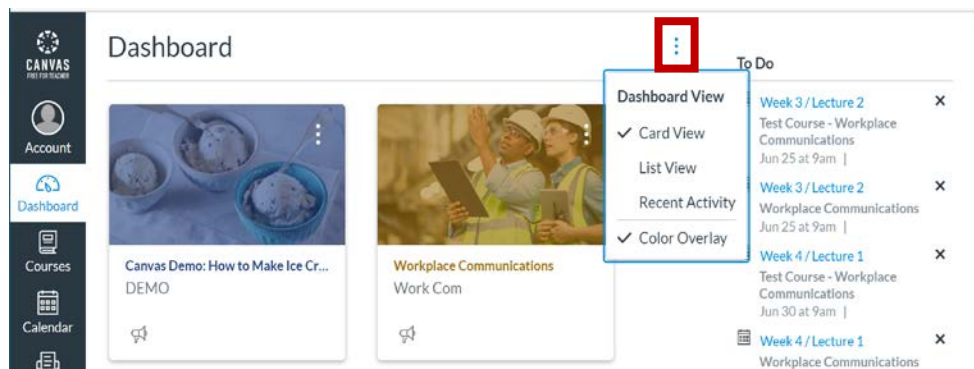 CANVAS
FREE FOR TEACHER
Account
Dashboard
Courses
Calendar
Dashboard
Canvas Demo: How to Make Ice Cr...
DEMO
Workplace Communications
Work Com
Dashboard View
✓ Card View
List View
Recent Activity
✓ Color Overlay
To Do
Week 3 / Lecture 2
Test Course - Workplace
Communications
Jun 25 at 9am |
Week 3 / Lecture 2
Workplace Communications
Jun 25 at 9am |
Week 4 / Lecture 1
Test Course - Workplace
Communications
Jun 30 at 9am |
Week 4 / Lecture 1
Workplace Communications